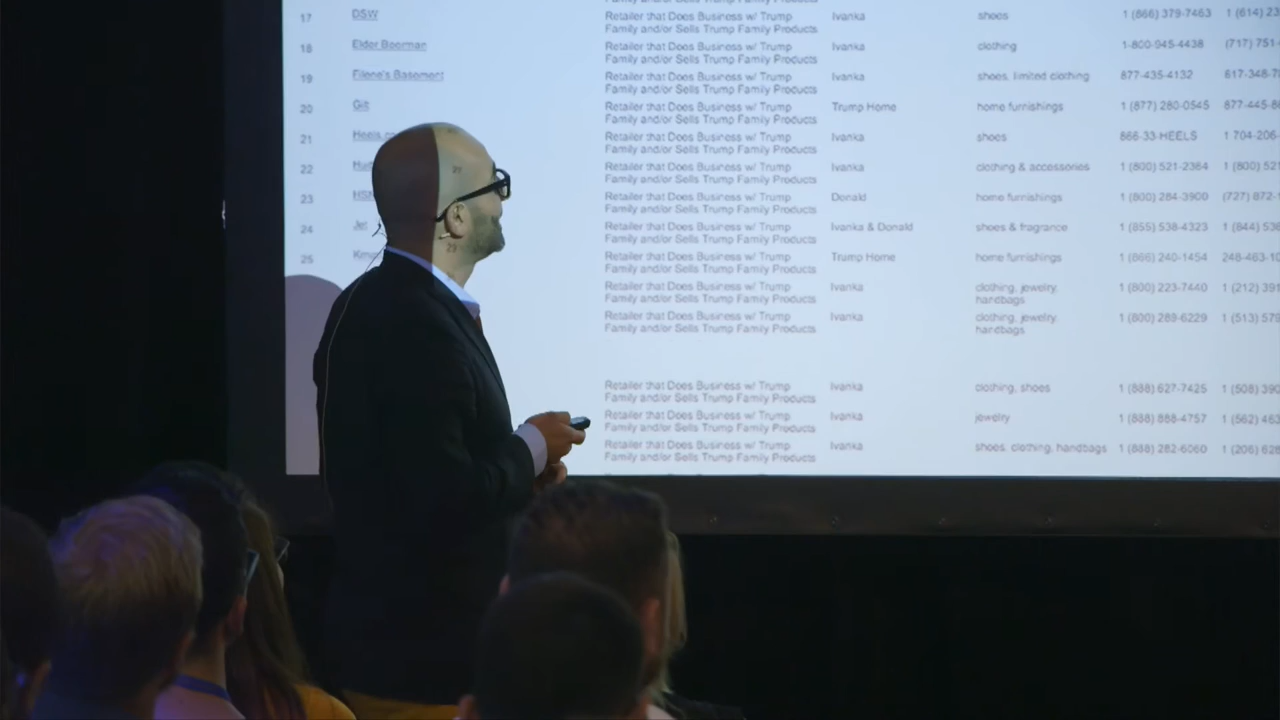 17 DSW Retailer that Does Business w/ Trump Ivanka shoes 1 (866) 379-7463 1 (614) 23
Family and/or Sells Trump Family Products
18 Elder Boerman Retailer that Does Business w/ Trump Ivanka clothing 1-800-945-4438 (717) 751-
Family and/or Sells Trump Family Products
19 Filene's Basement Retailer that Does Business w/ Trump Ivanka shoes, limited clothing 877-435-4132 617-348-7
Family and/or Sells Trump Family Products
20 Gilt Retailer that Does Business w/ Trump Trump Home home furnishings 1 (877) 280-0545 877-445-8
Family and/or Sells Trump Family Products
21 Heels.c Retailer that Does Business w/ Trump Ivanka shoes 866-33-HEELS 1 704-206-
Family and/or Sells Trump Family Products
22 Retailer that Does Business w/ Trump Ivanka clothing & accessories 1 (800) 521-2364 1 (800) 521
Family and/or Sells Trump Family Products
23 HSN Retailer that Does Business w/ Trump Donald home furnishings 1 (800) 284-3900 (727) 872-1
Family and/or Sells Trump Family Products
24 Jet Retailer that Does Business w/ Trump Ivanka & Donald shoes & fragrance 1 (855) 538-4323 1 (844) 538
Family and/or Sells Trump Family Products
25 Retailer that Does Business w/ Trump Trump Home home furnishings 1 (866) 240-1454 248-463-10
Family and/or Sells Trump Family Products
Retailer that Does Business w/ Trump Ivanka clothing, jewelry, 1 (800) 223-7440 1 (212) 391
Family and/or Sells Trump Family Products handbags
Retailer that Does Business w/ Trump Ivanka clothing, jewelry, 1 (800) 289-6229 1 (513) 579
Family and/or Sells Trump Family Products handbags
Retailer that Does Business w/ Trump Ivanka clothing, shoes 1 (888) 627-7425 1 (508) 390
Family and/or Sells Trump Family Products
Retailer that Does Business w/ Trump Ivanka jewelry 1 (888) 888-4757 1 (562) 463
Family and/or Sells Trump Family Products
Retailer that Does Business w/ Trump Ivanka shoes, clothing, handbags 1 (888) 282-6060 1 (206) 628
Family and/or Sells Trump Family Products